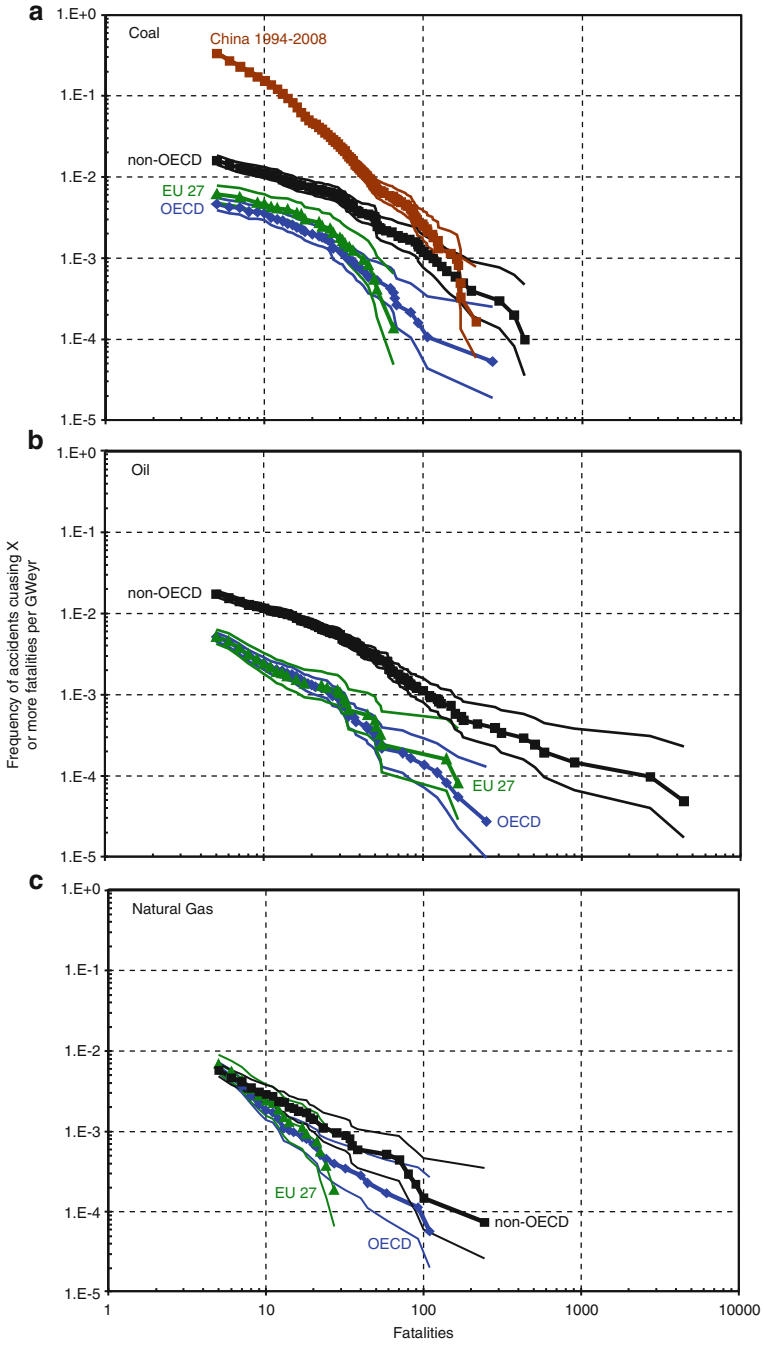 a
1.E+0
Coal
China 1994-2008
1.E-1
non-OECD
1.E-2
EU 27
OECD
1.E-3
1.E-4
1.E-5
b
1.E+0
Oil
1.E-1
non-OECD
1.E-2
1.E-3
1.E-4
EU 27
OECD
1.E-5
Frequency of accidents cuasing X
or more fatalities per GWeyr
c
1.E+0
Natural Gas
1.E-1
1.E-2
1.E-3
EU 27
1.E-4
non-OECD
OECD
1.E-5
1 10 100 1000 10000
Fatalities